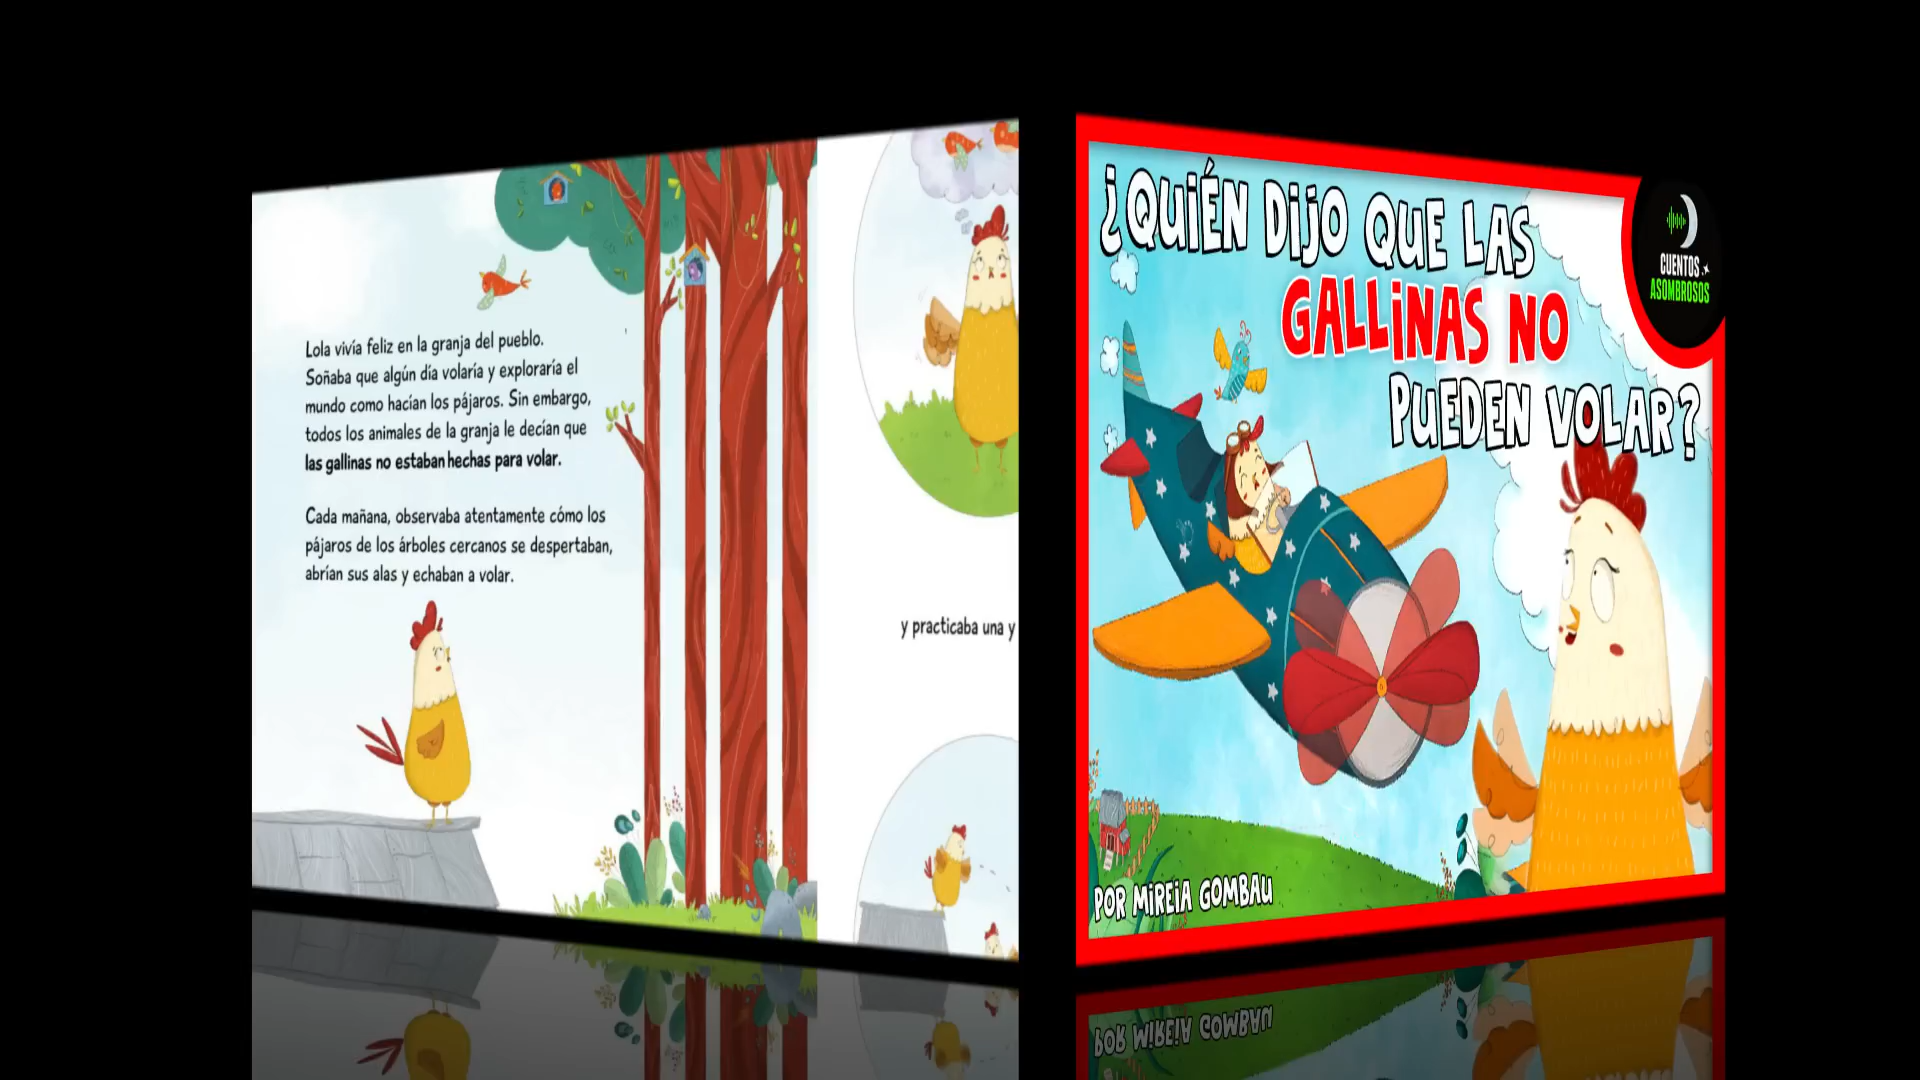 Lola vivía feliz en la granja del pueblo.
Soñaba que algún día volaría y exploraría el
mundo como hacían los pájaros. Sin embargo,
todos los animales de la granja le decían que
las gallinas no estaban hechas para volar.
Cada mañana, observaba atentamente cómo los
pájaros de los árboles cercanos se despertaban,
abrían sus alas y echaban a volar.
y practicaba una y
¿QUIÉN DIJO QUE LAS
GALLINAS NO
PUEDEN VOLAR?
CUENTOS
ASOMBROSOS
POR MIREIA GOMBAU